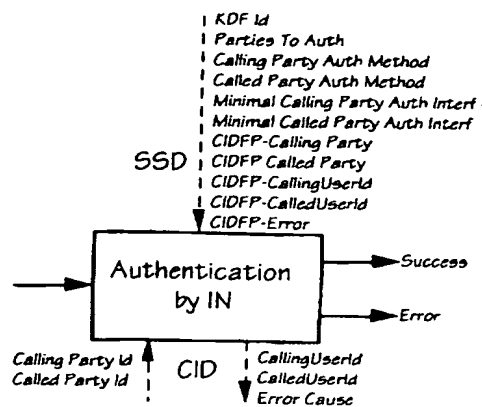 KDF Id
Parties To Auth
Calling Party Auth Method
Called Party Auth Method
Minimal Calling Party Auth Interf
Minimal Called Party Auth Interf
CIDFP-Calling Party
CIDFP Called Party
CIDFP-CallingUserId
CIDFP-CalledUserId
CIDFP-Error
SSD
Authentication
by IN
Success
Error
Calling Party Id
Called Party Id
CID
CallingUserId
CalledUserId
Error Cause